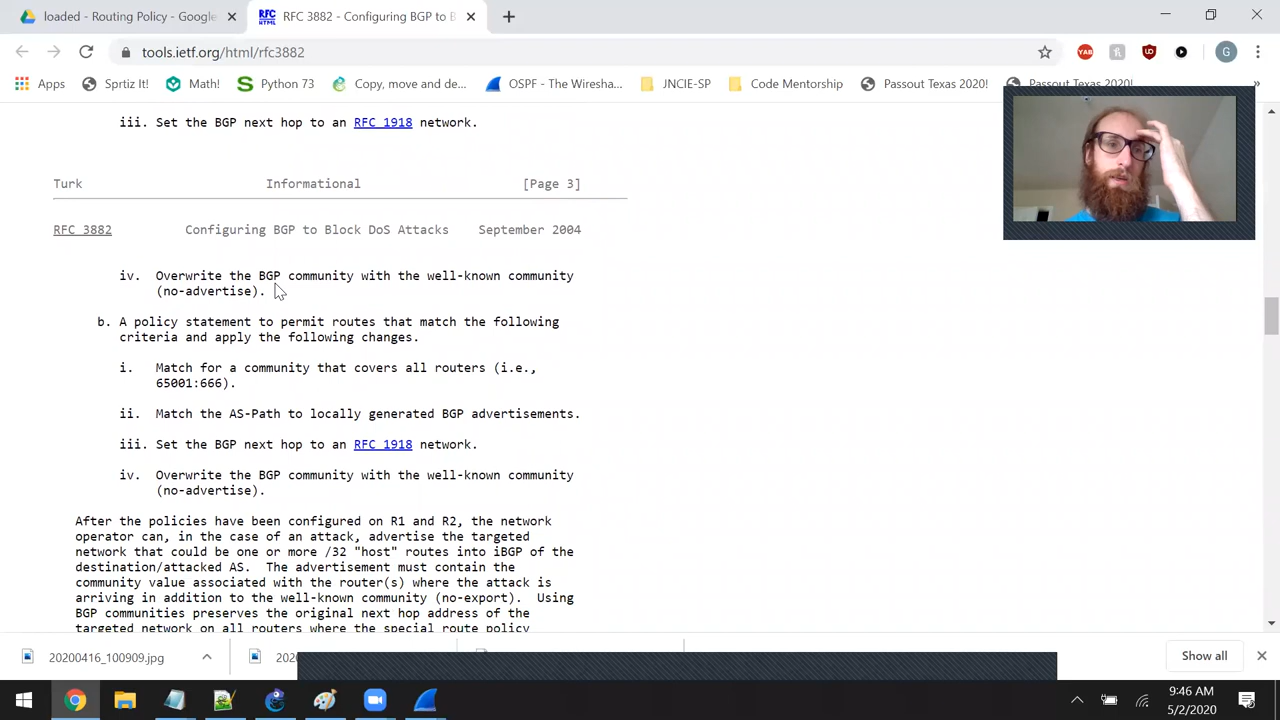 loaded - Routing Policy - Google
RFC 3882 - Configuring BGP to B
tools.ietf.org/html/rfc3882
G
Apps
Sprtiz It!
Math!
Python 73
Copy, move and de...
OSPF - The Wiresha...
JNCIE-SP
Code Mentorship
Passout Texas 2020!
Passout Texas 2020!
»
iii. Set the BGP next hop to an RFC 1918 network.
Turk Informational [Page 3]
RFC 3882 Configuring BGP to Block DoS Attacks September 2004
iv. Overwrite the BGP community with the well-known community
(no-advertise).
b. A policy statement to permit routes that match the following
criteria and apply the following changes.
i. Match for a community that covers all routers (i.e.,
65001:666).
ii. Match the AS-Path to locally generated BGP advertisements.
iii. Set the BGP next hop to an RFC 1918 network.
iv. Overwrite the BGP community with the well-known community
(no-advertise).
After the policies have been configured on R1 and R2, the network
operator can, in the case of an attack, advertise the targeted
network that could be one or more /32 "host" routes into iBGP of the
destination/attacked AS. The advertisement must contain the
community value associated with the router(s) where the attack is
arriving in addition to the well-known community (no-export). Using
BGP communities preserves the original next hop address of the
targeted network on all routers where the special route policy
20200416_100909.jpg
Show all
9:46 AM
5/2/2020